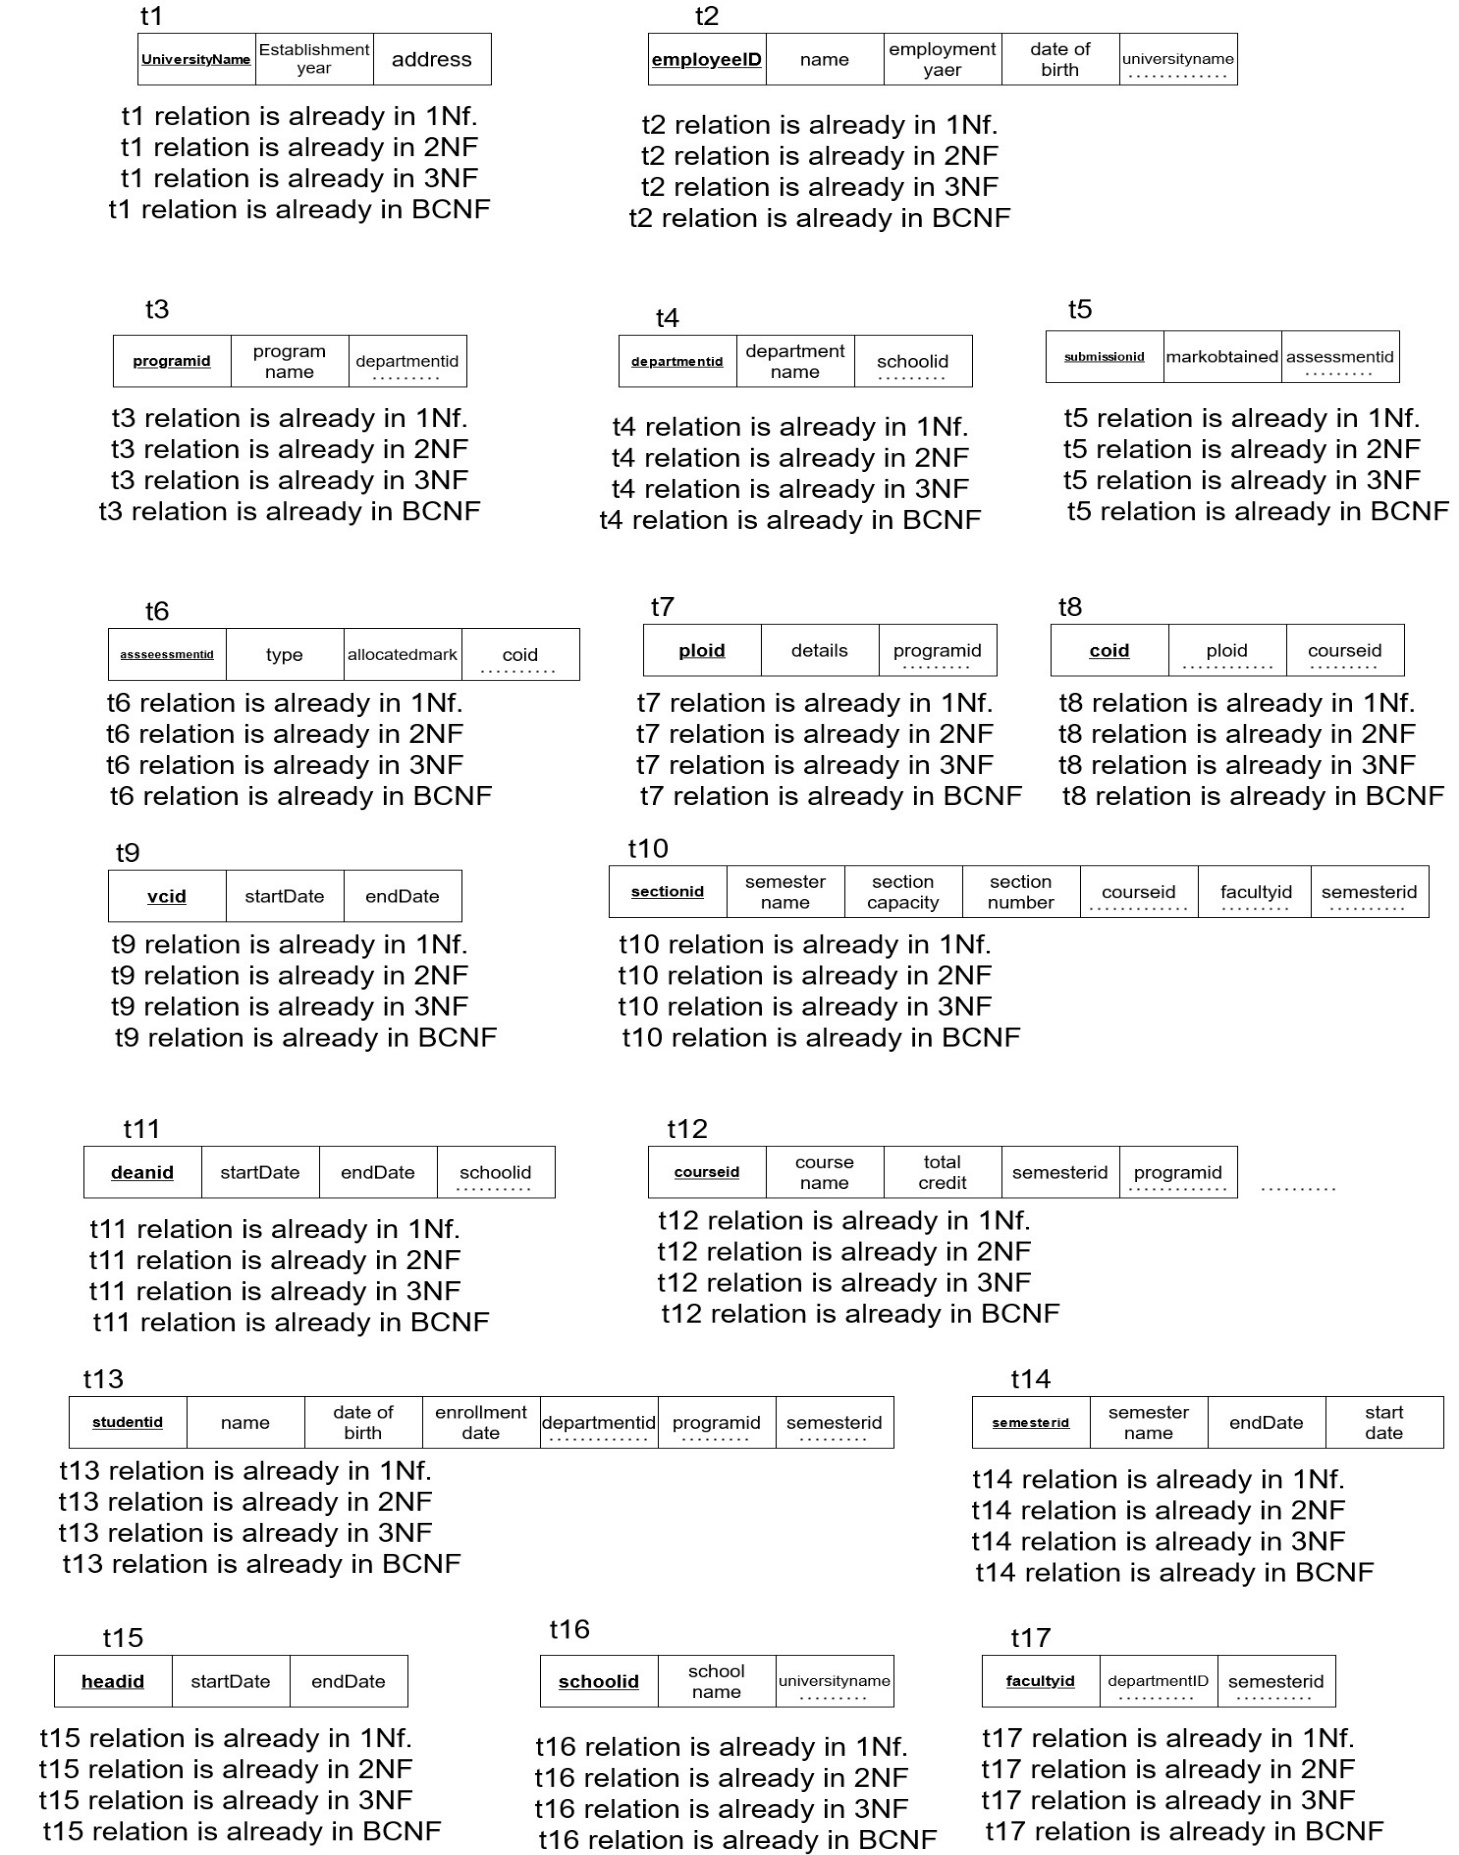 t1
UniversityName Establishment year address
t1 relation is already in 1Nf.
t1 relation is already in 2NF
t1 relation is already in 3NF
t1 relation is already in BCNF
t2
employeeID name employment yaer date of birth universityname
t2 relation is already in 1Nf.
t2 relation is already in 2NF
t2 relation is already in 3NF
t2 relation is already in BCNF
t3
programid program name departmentid
t3 relation is already in 1Nf.
t3 relation is already in 2NF
t3 relation is already in 3NF
t3 relation is already in BCNF
t4
departmentid department name schoolid
t4 relation is already in 1Nf.
t4 relation is already in 2NF
t4 relation is already in 3NF
t4 relation is already in BCNF
t5
submissionid markobtained assessmentid
t5 relation is already in 1Nf.
t5 relation is already in 2NF
t5 relation is already in 3NF
t5 relation is already in BCNF
t6
assseessmentid type allocatedmark coid
t6 relation is already in 1Nf.
t6 relation is already in 2NF
t6 relation is already in 3NF
t6 relation is already in BCNF
t7
ploid details programid
t7 relation is already in 1Nf.
t7 relation is already in 2NF
t7 relation is already in 3NF
t7 relation is already in BCNF
t8
coid ploid courseid
t8 relation is already in 1Nf.
t8 relation is already in 2NF
t8 relation is already in 3NF
t8 relation is already in BCNF
t9
vcid startDate endDate
t9 relation is already in 1Nf.
t9 relation is already in 2NF
t9 relation is already in 3NF
t9 relation is already in BCNF
t10
sectionid semester name section capacity section number courseid facultyid semesterid
t10 relation is already in 1Nf.
t10 relation is already in 2NF
t10 relation is already in 3NF
t10 relation is already in BCNF
t11
deanid startDate endDate schoolid
t11 relation is already in 1Nf.
t11 relation is already in 2NF
t11 relation is already in 3NF
t11 relation is already in BCNF
t12
courseid course name total credit semesterid programid
t12 relation is already in 1Nf.
t12 relation is already in 2NF
t12 relation is already in 3NF
t12 relation is already in BCNF
t13
studentid name date of birth enrollment date departmentid programid semesterid
t13 relation is already in 1Nf.
t13 relation is already in 2NF
t13 relation is already in 3NF
t13 relation is already in BCNF
t14
semesterid semester name endDate start date
t14 relation is already in 1Nf.
t14 relation is already in 2NF
t14 relation is already in 3NF
t14 relation is already in BCNF
t15
headid startDate endDate
t15 relation is already in 1Nf.
t15 relation is already in 2NF
t15 relation is already in 3NF
t15 relation is already in BCNF
t16
schoolid school name universityname
t16 relation is already in 1Nf.
t16 relation is already in 2NF
t16 relation is already in 3NF
t16 relation is already in BCNF
t17
facultyid departmentID semesterid
t17 relation is already in 1Nf.
t17 relation is already in 2NF
t17 relation is already in 3NF
t17 relation is already in BCNF